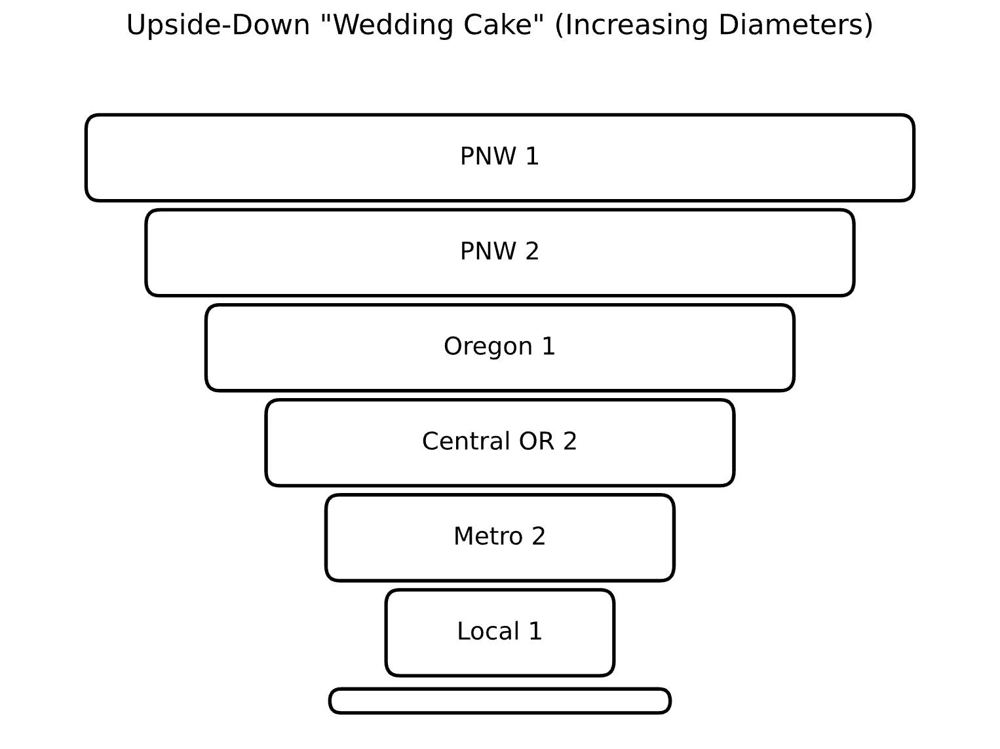 Upside-Down "Wedding Cake" (Increasing Diameters)
PNW 1
PNW 2
Oregon 1
Central OR 2
Metro 2
Local 1